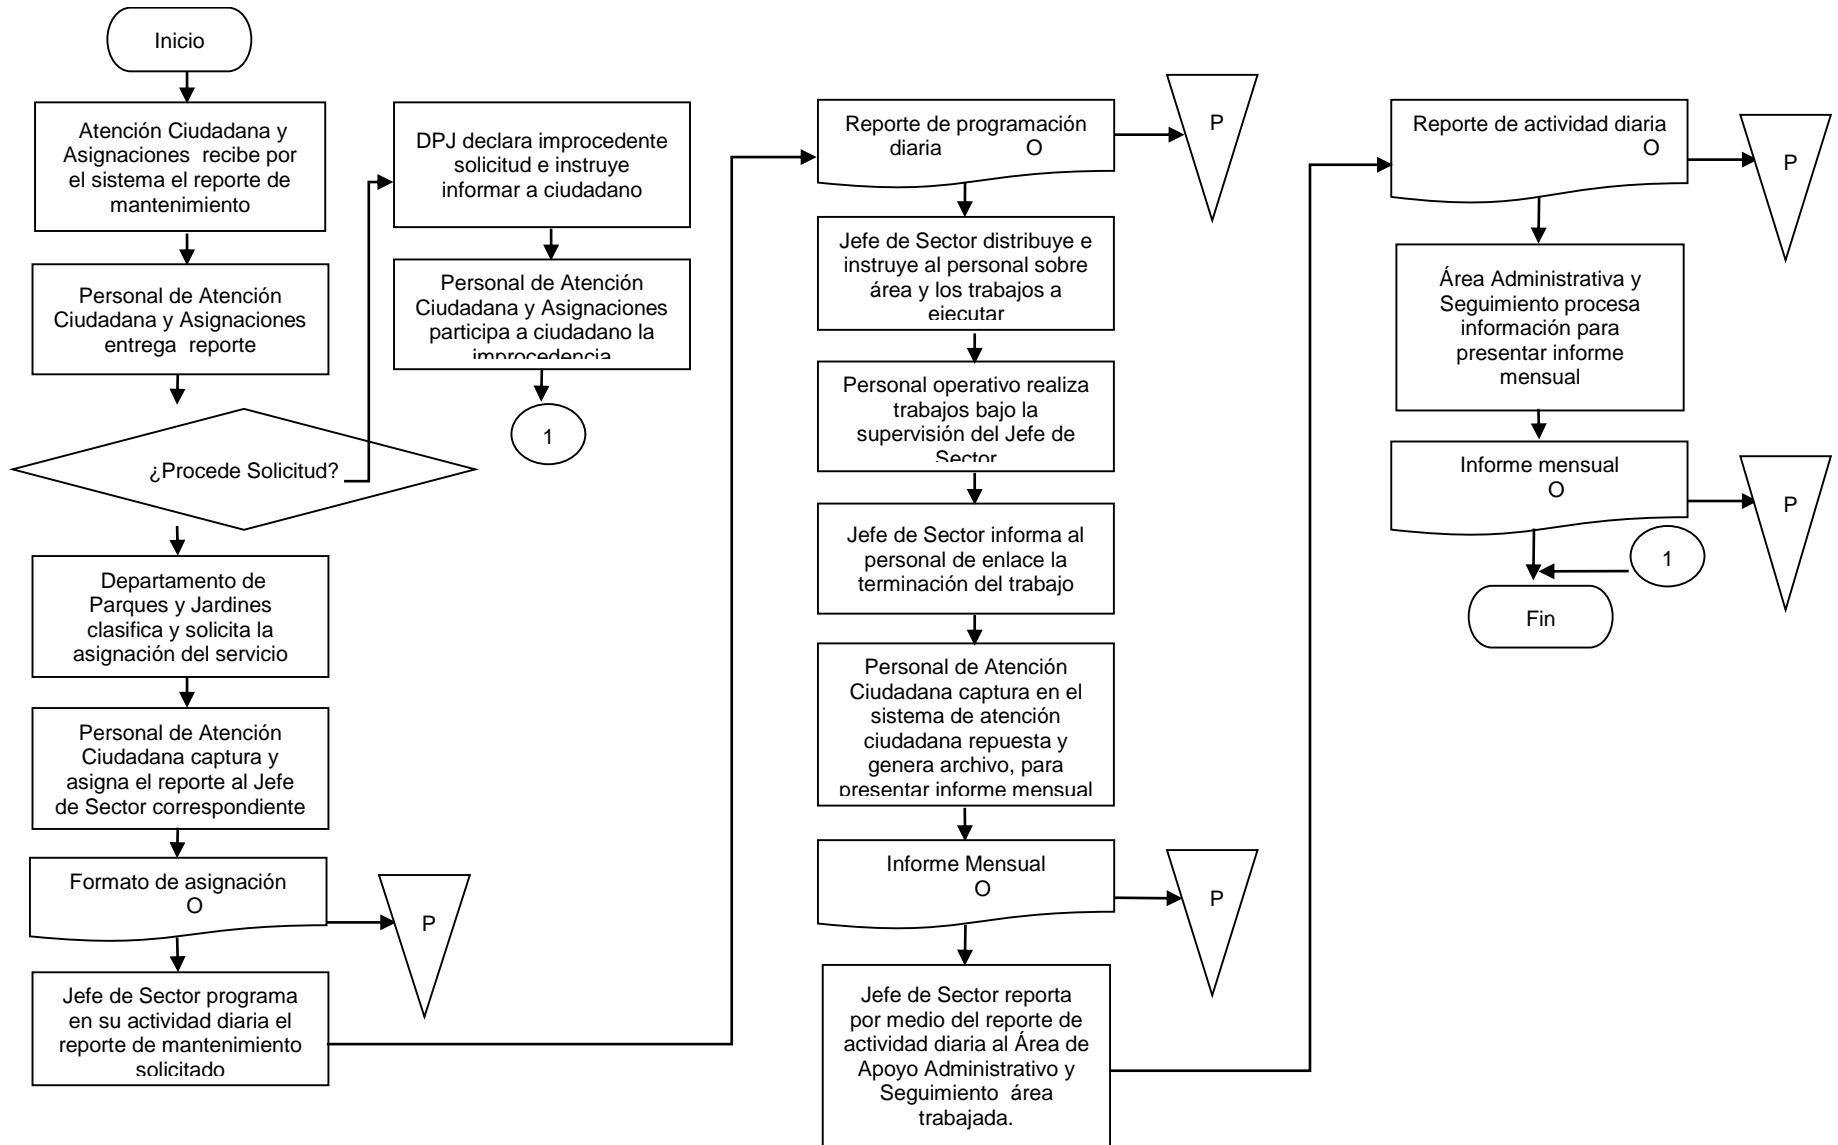 Inicio
Atención Ciudadana y
Asignaciones recibe por
el sistema el reporte de
mantenimiento
Personal de Atención
Ciudadana y Asignaciones
entrega reporte
¿Procede Solicitud?
Departamento de
Parques y Jardines
clasifica y solicita la
asignación del servicio
Personal de Atención
Ciudadana captura y
asigna el reporte al Jefe
de Sector correspondiente
Formato de asignación
O
P
Jefe de Sector programa
en su actividad diaria el
reporte de mantenimiento
solicitado
DPJ declara improcedente
solicitud e instruye
informar a ciudadano
Personal de Atención
Ciudadana y Asignaciones
participa a ciudadano la
improcedencia
1
Reporte de programación
diaria O
P
Jefe de Sector distribuye e
instruye al personal sobre
área y los trabajos a
ejecutar
Personal operativo realiza
trabajos bajo la
supervisión del Jefe de
Sector
Jefe de Sector informa al
personal de enlace la
terminación del trabajo
Personal de Atención
Ciudadana captura en el
sistema de atención
ciudadana repuesta y
genera archivo, para
presentar informe mensual
Informe Mensual
O
P
Jefe de Sector reporta
por medio del reporte de
actividad diaria al Área de
Apoyo Administrativo y
Seguimiento área
trabajada.
Reporte de actividad diaria
O
P
Área Administrativa y
Seguimiento procesa
información para
presentar informe
mensual
Informe mensual
O
P
1
Fin